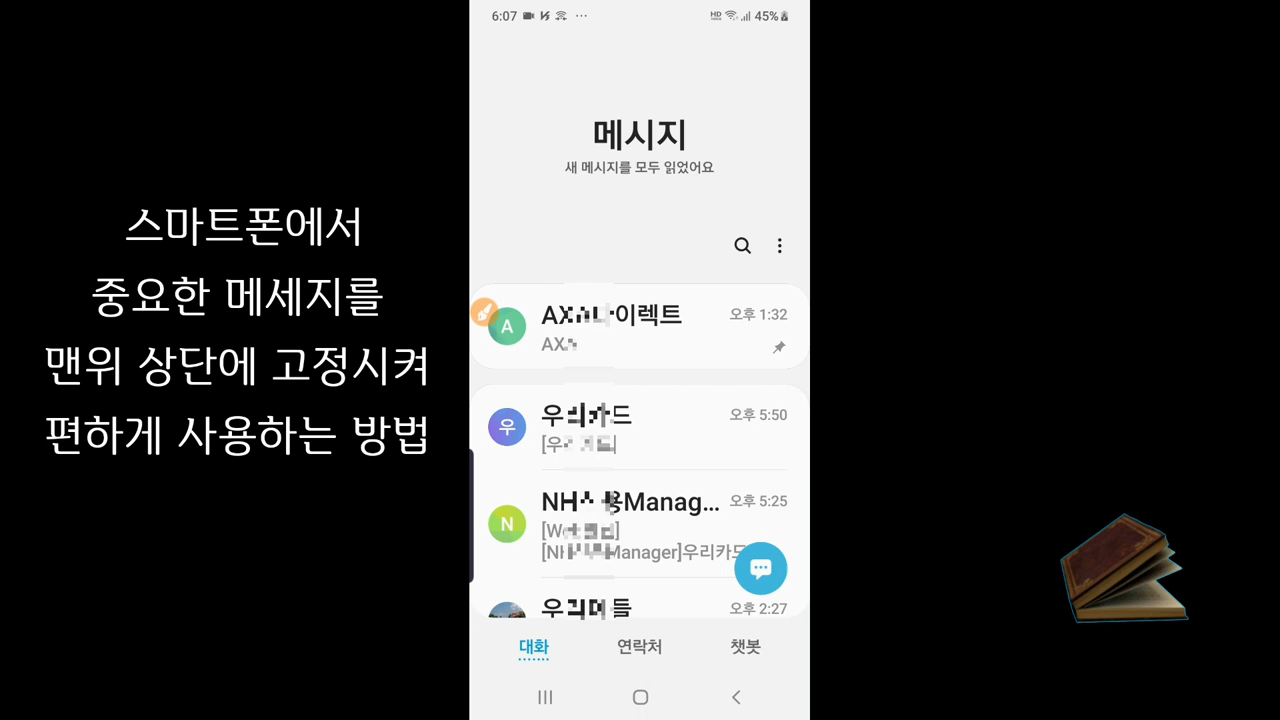 스마트폰에서
중요한 메세지를
맨위 상단에 고정시켜
편하게 사용하는 방법
6:07
HD
45%
메시지
새 메시지를 모두 읽었어요
A
이렉트
오후 1:32
우
오후 5:50
N
Manag...
오후 5:25
Manager]우리카드
오후 2:27
대화
연락처
챗봇